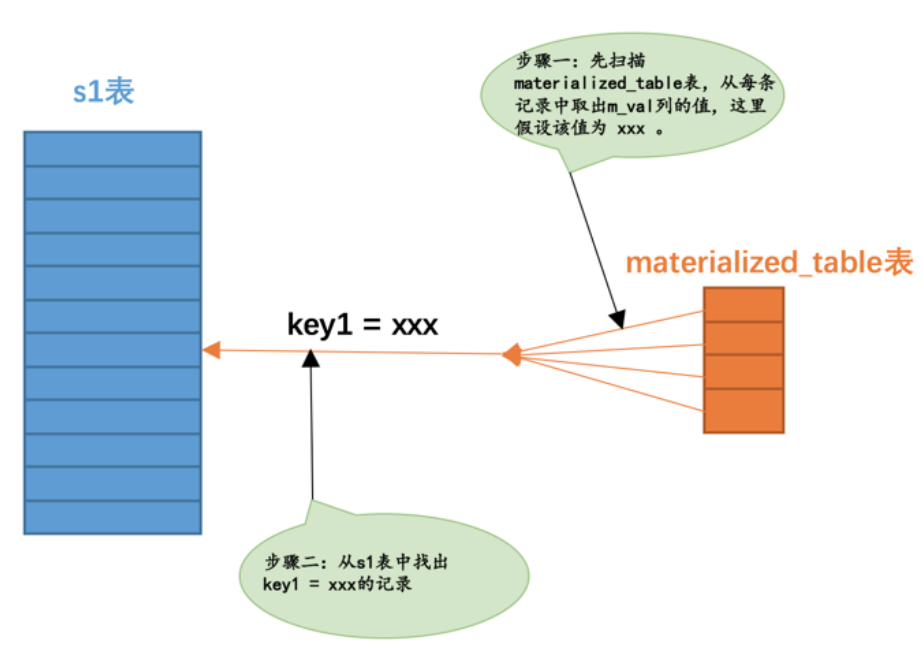 s1表
步骤一：先扫描
materialized_table表，从每条
记录中取出m_val列的值，这里
假设该值为 xxx 。
materialized_table表
key1 = xxx
步骤二：从s1表中找出
key1 = xxx的记录